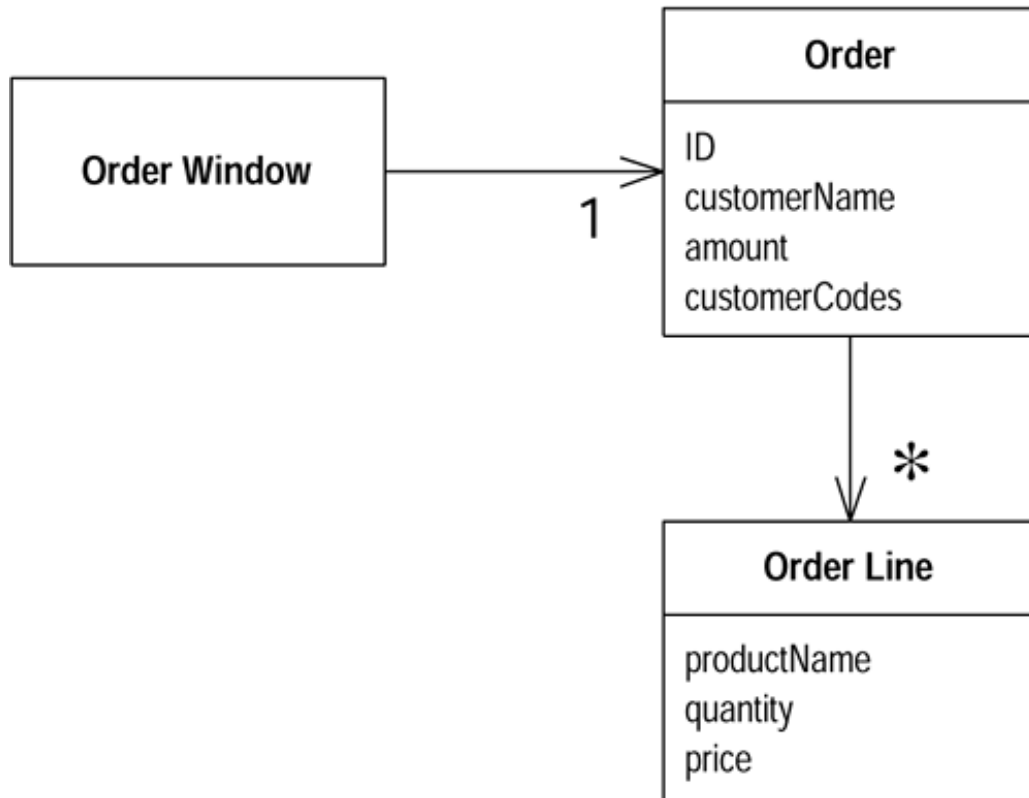 Order
Order Window
ID
customerName
1
amount
customerCodes
*
Order Line
productName
quantity
price